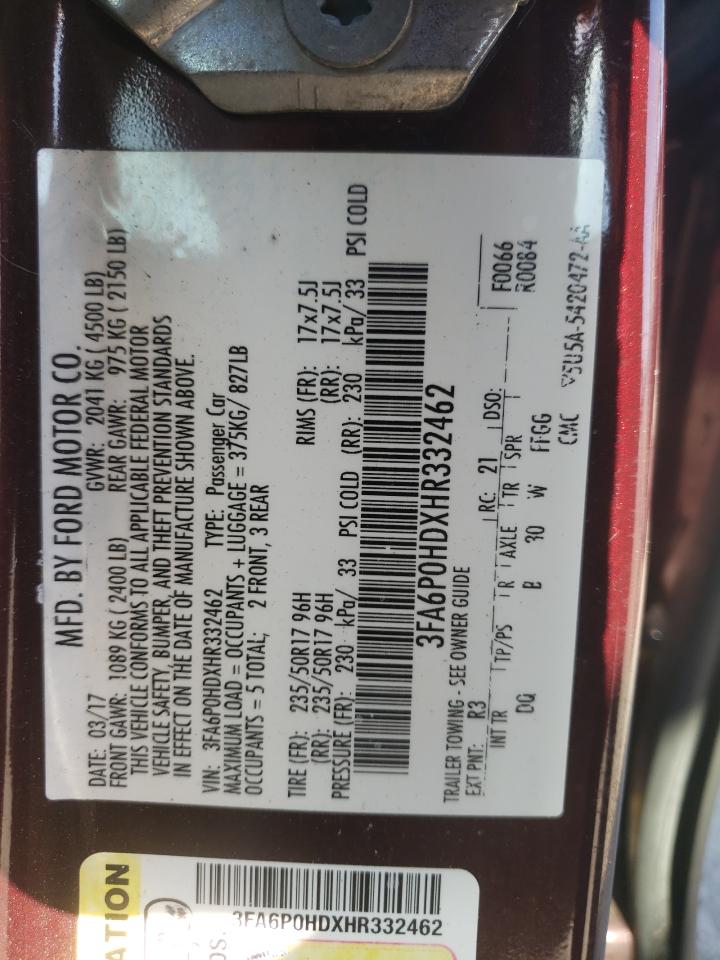 MFD. BY FORD MOTOR CO.
DATE: 03/17 GVWR: 2041 KG ( 4500 LB)
FRONT GAWR: 1089 KG ( 2400 LB) REAR GAWR: 975 KG ( 2150 LB)
THIS VEHICLE CONFORMS TO ALL APPLICABLE FEDERAL MOTOR
VEHICLE SAFETY, BUMPER, AND THEFT PREVENTION STANDARDS
IN EFFECT ON THE DATE OF MANUFACTURE SHOWN ABOVE.
VIN: 3FA6P0HDXHR332462 TYPE: Passenger Car
MAXIMUM LOAD = OCCUPANTS + LUGGAGE = 375KG/ 827LB
OCCUPANTS = 5 TOTAL; 2 FRONT, 3 REAR
TIRE (FR): 235/50R17 96H RIMS (FR): 17x7.5J
(RR): 235/50R17 96H (RR): 17x7.5J
PRESSURE (FR): 230 kPa/ 33 PSI COLD (RR): 230 kPa/ 33 PSI COLD
3FA6P0HDXHR332462
TRAILER TOWING - SEE OWNER GUIDE
EXT PNT: R3 RC: 21 DSO: F0066
INT TR TP/PS R AXLE TR SPR R0084
DQ B 30 W FFGG
CMC 5U5A-5420472-AA
ATION
3FA6P0HDXHR332462